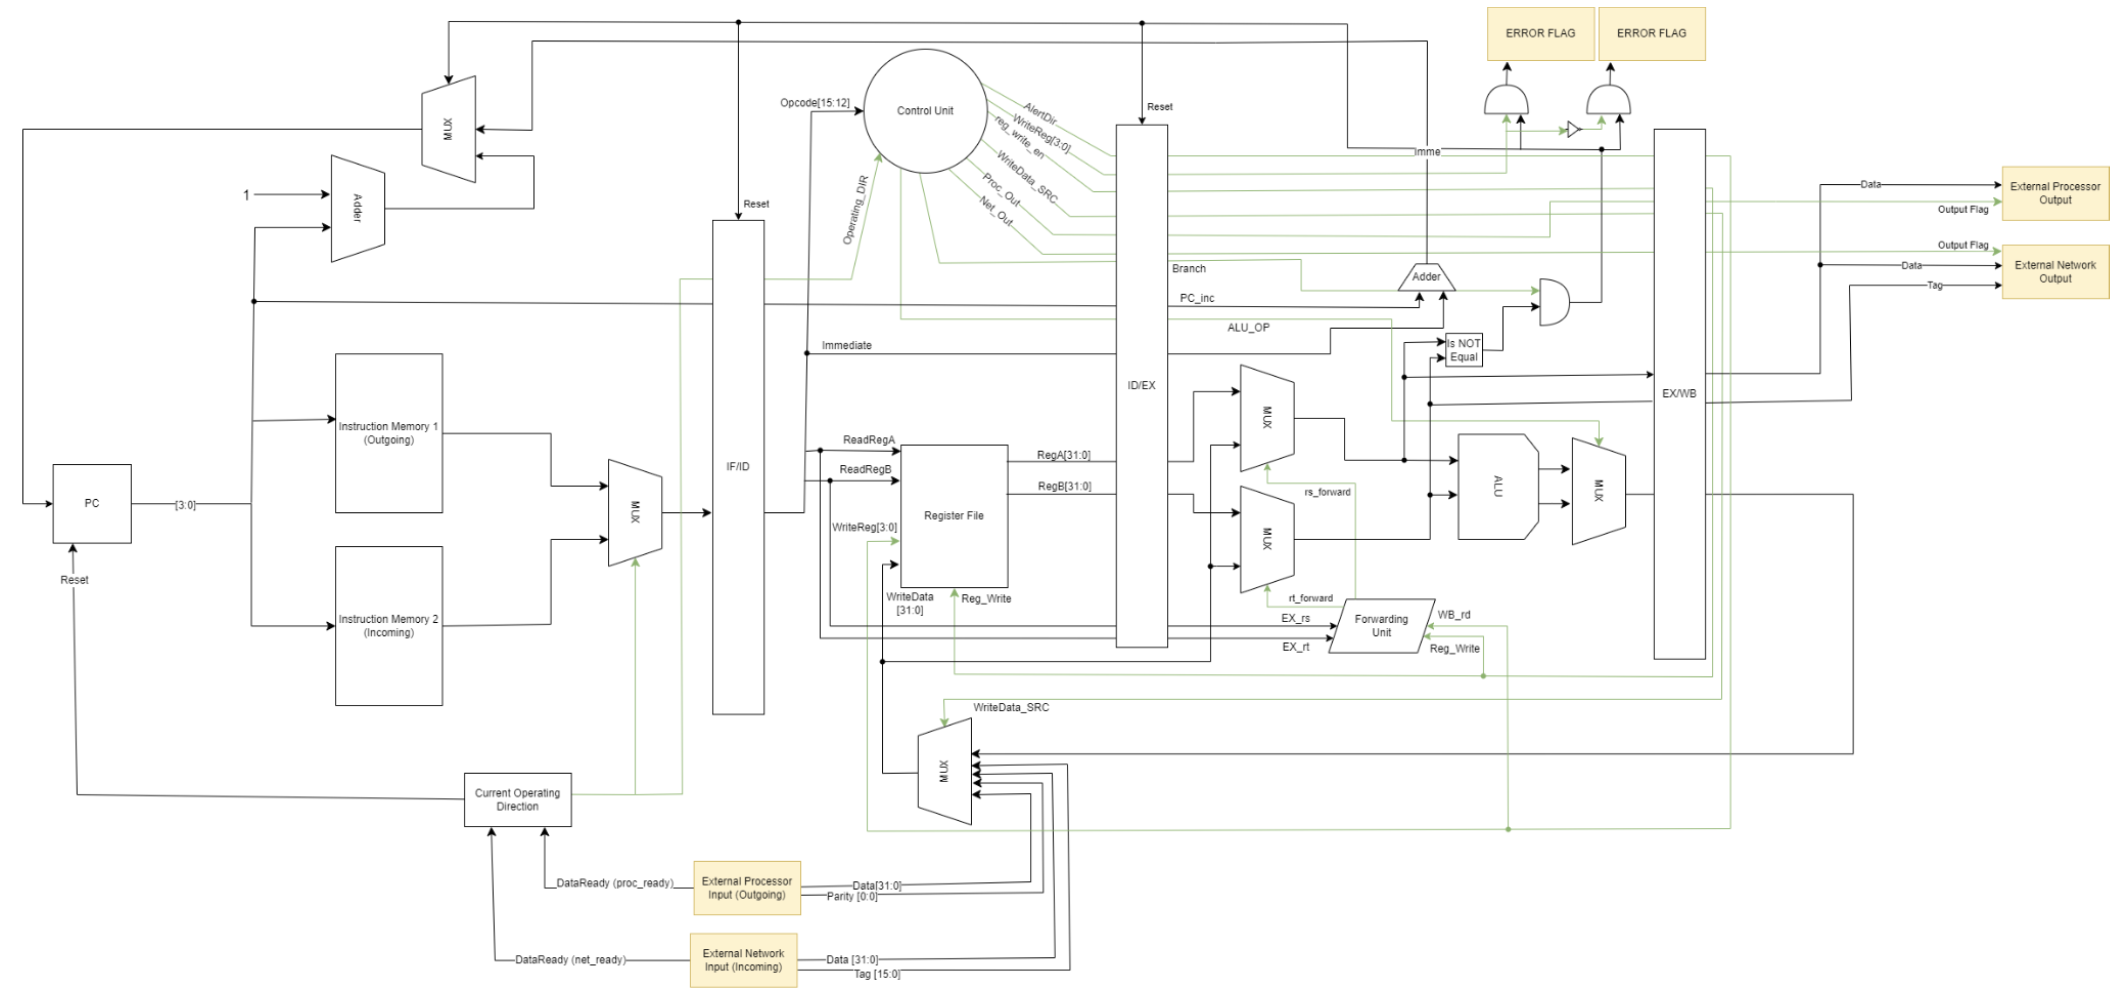 ERROR FLAG
ERROR FLAG
Opcode[15:12]
Control Unit
AlertDir
WriteReg[3:0]
reg_write_en
WriteData_SRC
Proc_Out
Net_Out
Operating_DIR
Reset
Reset
MUX
1
Adder
Imme
Data
External Processor
Output
Output Flag
Output Flag
Data
External Network
Output
Tag
Branch
Adder
PC_inc
ALU_OP
Is NOT
Equal
Immediate
Instruction Memory 1
(Outgoing)
MUX
IF/ID
ID/EX
EX/WB
MUX
ReadRegA
ReadRegB
RegA[31:0]
RegB[31:0]
Register File
WriteReg[3:0]
WriteData
[31:0]
Reg_Write
rs_forward
MUX
ALU
MUX
PC
[3:0]
Reset
Instruction Memory 2
(Incoming)
rt_forward
EX_rs
EX_rt
Forwarding
Unit
WB_rd
Reg_Write
WriteData_SRC
MUX
Current Operating
Direction
DataReady (proc_ready)
External Processor
Input (Outgoing)
Data[31:0]
Parity [0:0]
DataReady (net_ready)
External Network
Input (Incoming)
Data [31:0]
Tag [15:0]